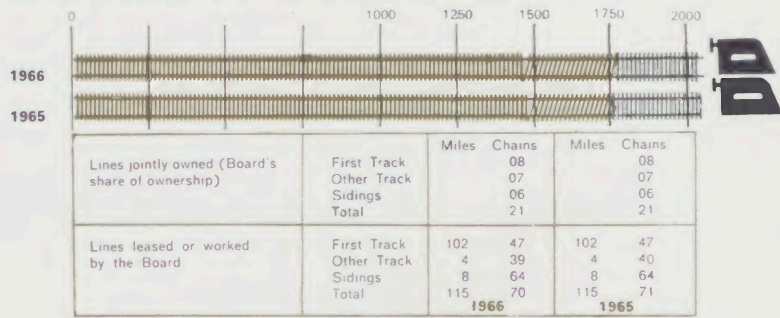 0 1000 1250 1500 1750 2000
1966
1965
Miles Chains Miles Chains
Lines jointly owned (Board's First Track 08 08
share of ownership) Other Track 07 07
Sidings 06 06
Total 21 21
Lines leased or worked First Track 102 47 102 47
by the Board Other Track 4 39 4 40
Sidings 8 64 8 64
Total 115 70 115 71
1966 1965